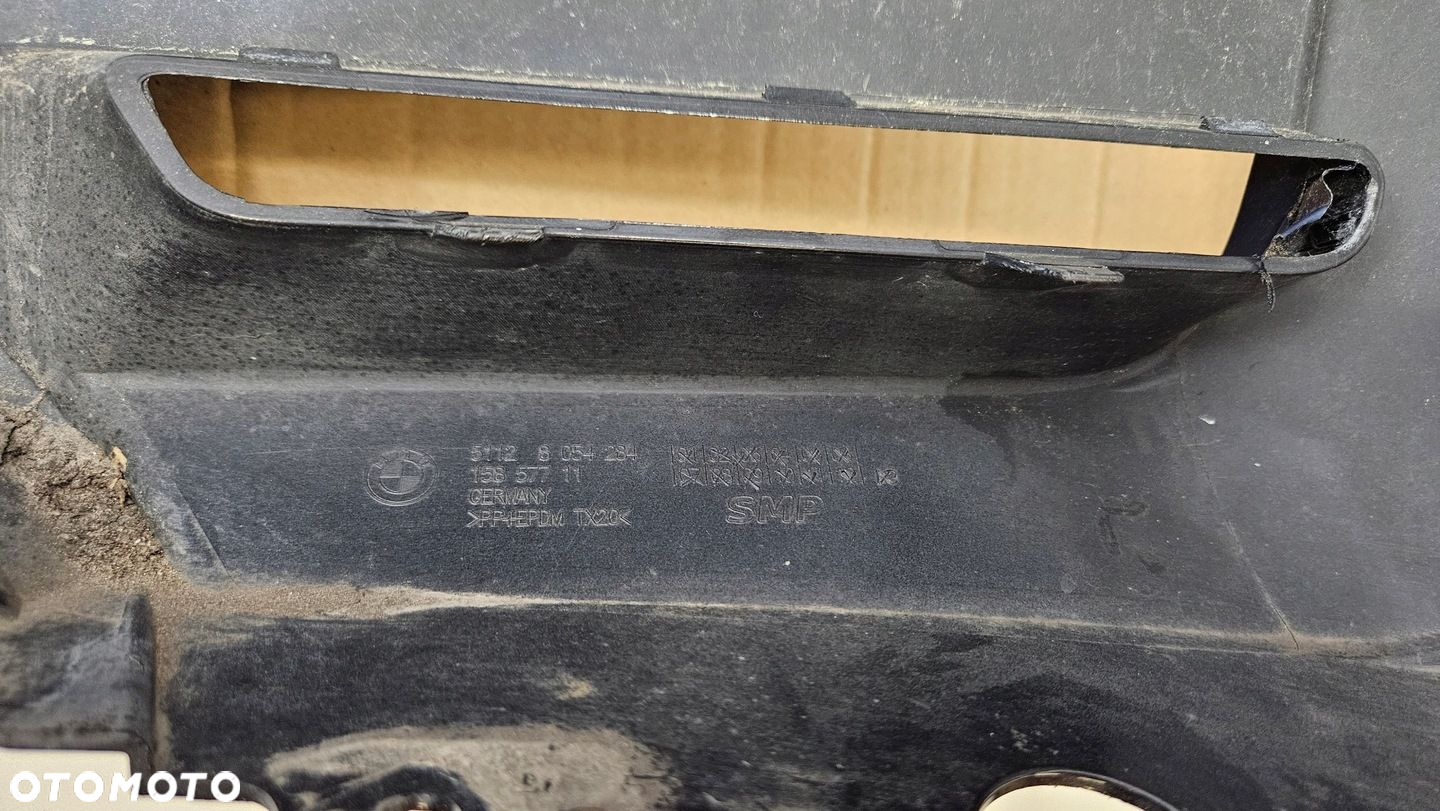 5112 8 054 284
158 577 11
GERMANY
>PP+EPDM TX20<
SMP
OTOMOTO